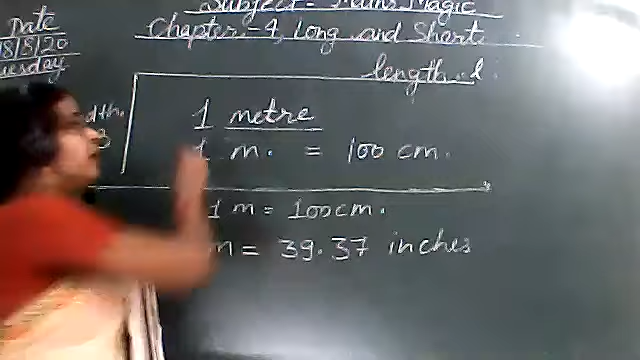 Date
Subject:- Maths Magic
18/5/20
Chapter-4, Long and Short.
length-l.
1 metre
1 m. = 100 cm.
1 m = 100 cm.
m = 39.37 inches